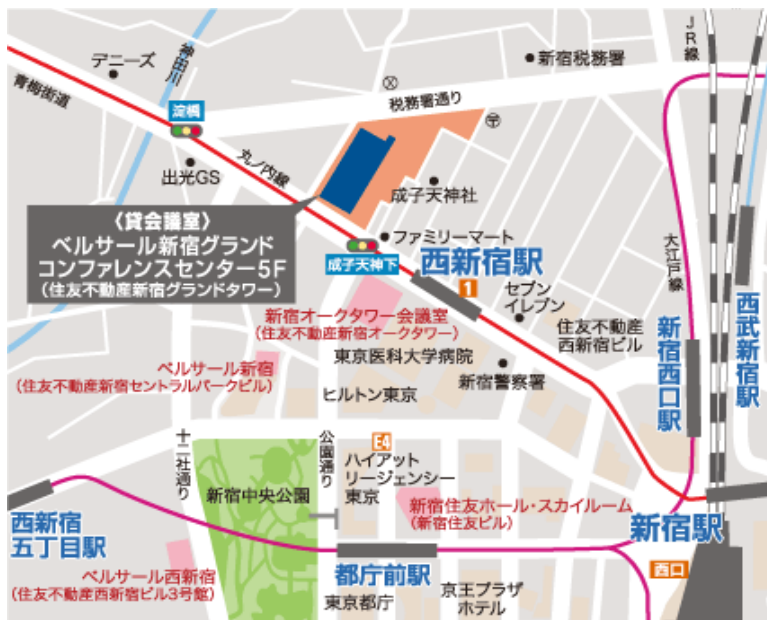 デニーズ
神田川
新宿税務署
JR線
青梅街道
税務署通り
淀橋
丸ノ内線
出光GS
成子天神社
〈貸会議室〉
ベルサール新宿グランド
コンファレンスセンター5F
(住友不動産新宿グランドタワー)
ファミリーマート
成子天神下
西新宿駅
1
セブン
イレブン
大江戸線
西武新宿駅
新宿オークタワー会議室
(住友不動産新宿オークタワー)
住友不動産
西新宿ビル
新宿西口駅
東京医科大学病院
新宿警察署
ベルサール新宿
(住友不動産新宿セントラルパークビル)
ヒルトン東京
十二社通り
公園通り
E4
ハイアット
リージェンシー
東京
新宿中央公園
新宿住友ホール・スカイルーム
(新宿住友ビル)
西新宿
五丁目駅
新宿駅
都庁前駅
西口
ベルサール西新宿
(住友不動産西新宿ビル3号館)
東京都庁
京王プラザ
ホテル